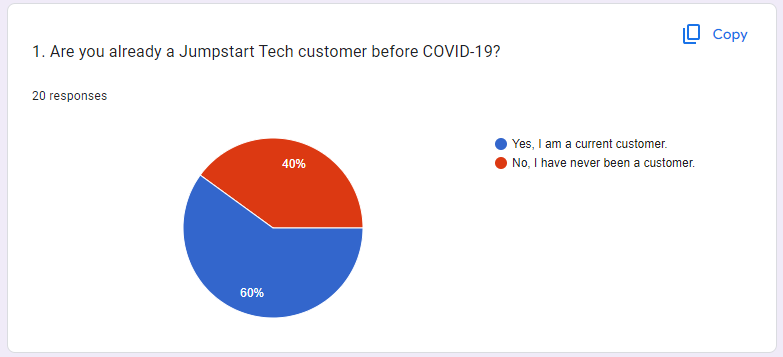 Copy
1. Are you already a Jumpstart Tech customer before COVID-19?
20 responses
40%
60%
Yes, I am a current customer.
No, I have never been a customer.